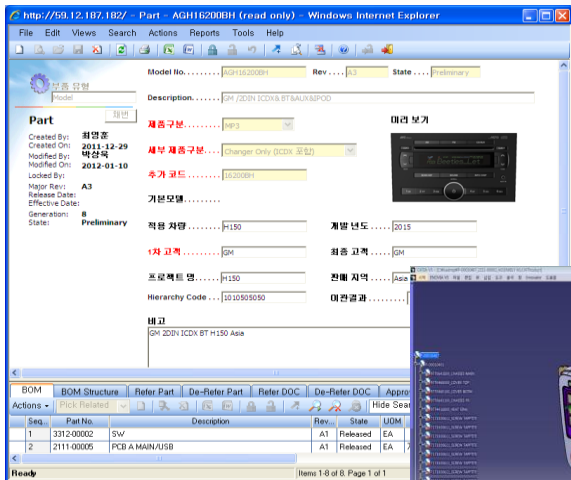 http://59.12.187.182/ - Part - AGH16200BH (read only) - Windows Internet Explorer
File Edit Views Search Actions Reports Tools Help
Model No......... AGH16200BH Rev .... A3 State .... Preliminary
부품 유형
Model
Description....... GM /2DIN ICDX& BT&AUX&IPOD
Part 채번
제품구분......... MP3 미리 보기
Created By: 최영훈
Created On: 2011-12-29
Modified By: 박상욱
Modified On: 2012-01-10
세부 제품구분.... Changer Only (ICDX 포함)
Locked By:
추가 코드......... 16200BH
Major Rev: A3
Release Date:
Effective Date:
기본모델.........
Generation: 8
State: Preliminary
적용 차량........ H150 개발 년도...... 2015
1차 고객......... GM 최종 고객...... GM
프로젝트 명...... H150 판매 지역...... Asia
Hierarchy Code ... 1010505050 이관결과.........
비고
GM 2DIN ICDX BT H150 Asia
BOM BOM Structure Refer Part De-Refer Part Refer DOC De-Refer DOC Appro
Actions Pick Related Hide Sear
Seq... Part No. Description Rev... State UOM
1 3312-00002 SW A1 Released EA
2 2111-00005 PCB A MAIN/USB A1 Released EA
Ready Items 1-8 of 8. Page 1 of 1